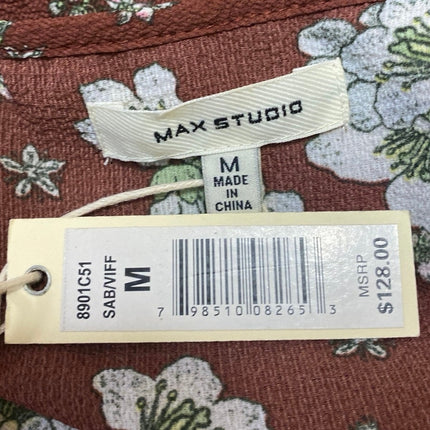 MAX STUDIO
M
MADE
IN
CHINA
8901C51
SAB/VIFF
M
7 98510 08265 3
MSRP
$128.00